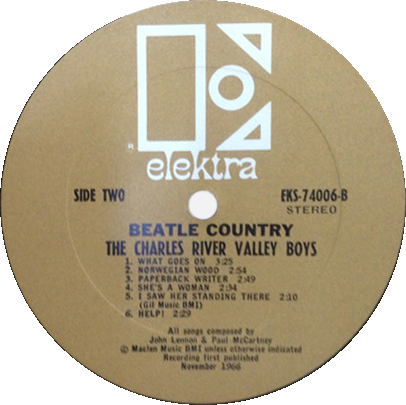 ®
elektra
SIDE TWO
EKS-74006-B
STEREO
BEATLE COUNTRY
THE CHARLES RIVER VALLEY BOYS
1. WHAT GOES ON 3:25
2. NORWEGIAN WOOD 2:54
3. PAPERBACK WRITER 2:49
4. SHE'S A WOMAN 2:34
5. I SAW HER STANDING THERE 2:10
(Gil Music BMI)
6. HELP! 2:29
All songs composed by
John Lennon & Paul McCartney
© Maclen Music BMI unless otherwise indicated
Recording first published
November 1966